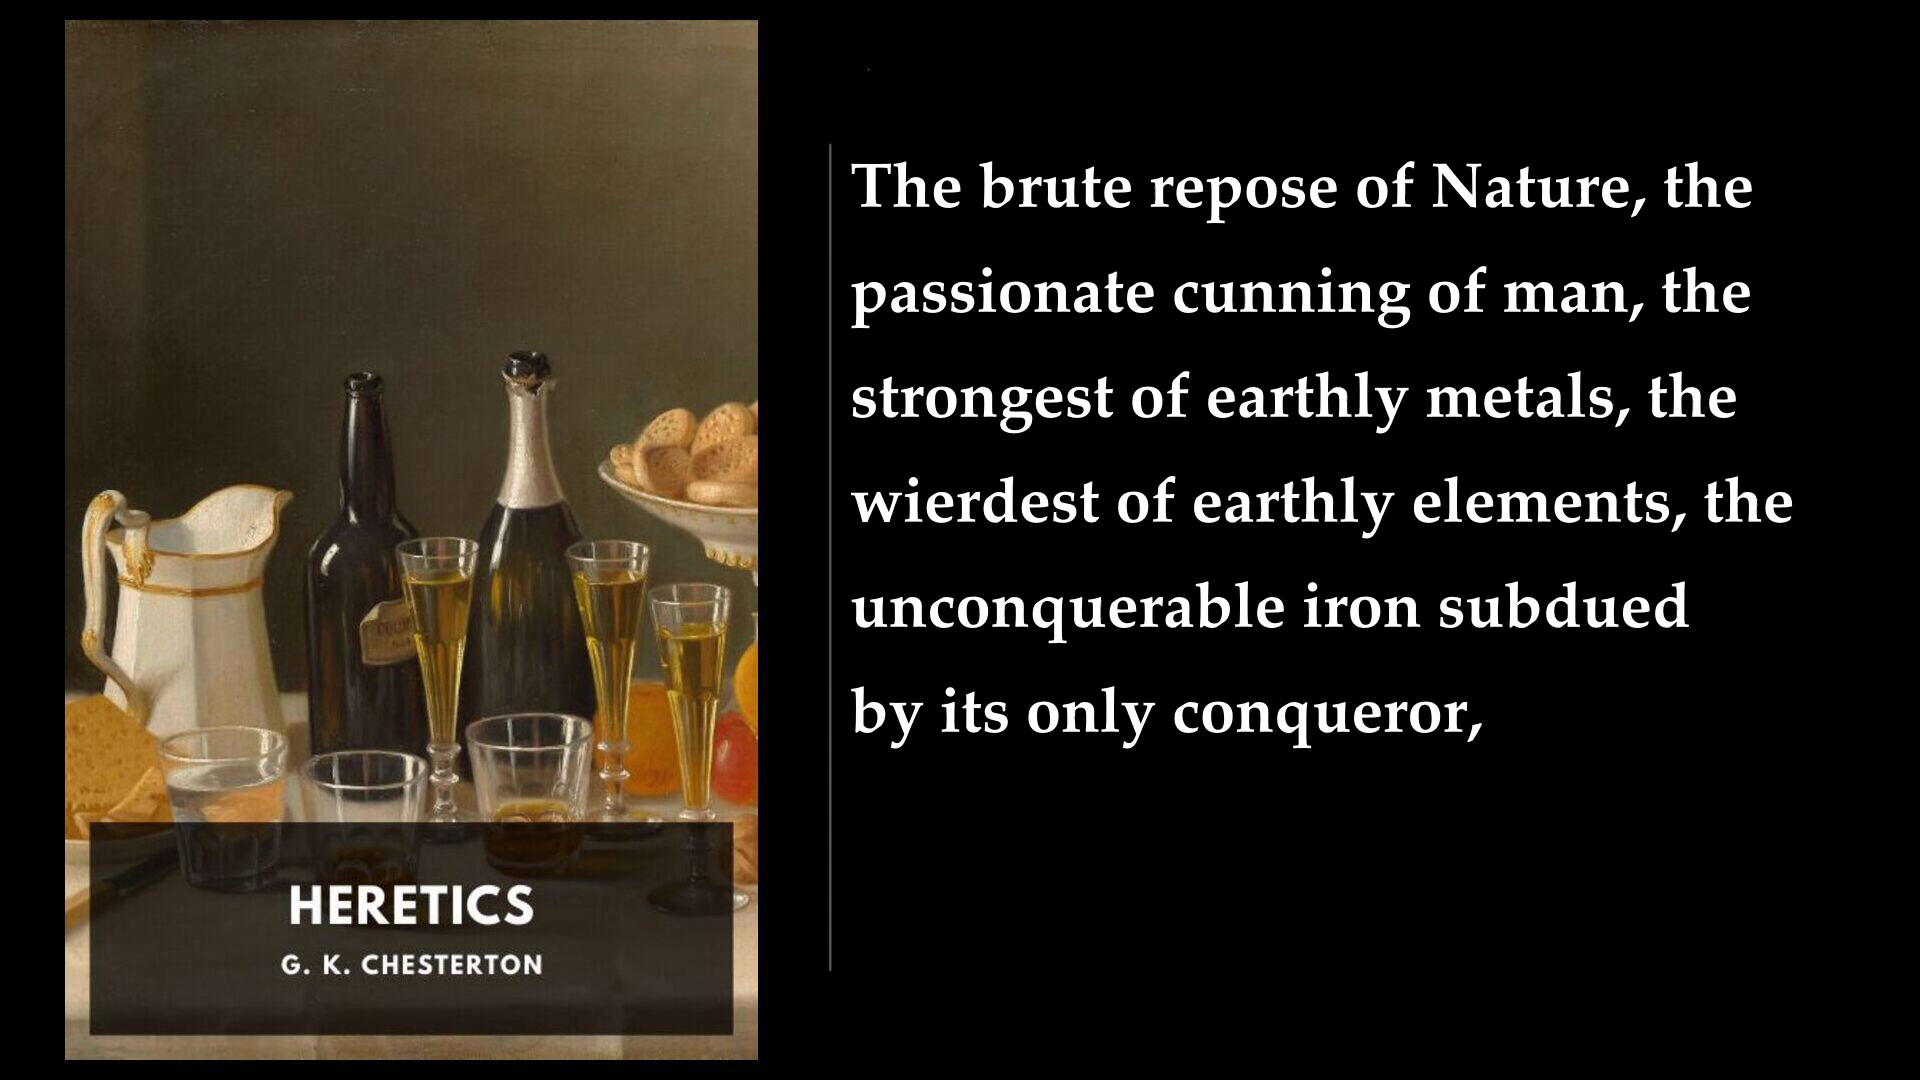 The brute repose of Nature, the
passionate cunning of man, the
strongest of earthly metals, the
wierdest of earthly elements, the
unconquerable iron subdued
by its only conqueror,
HERETICS
G. K. CHESTERTON